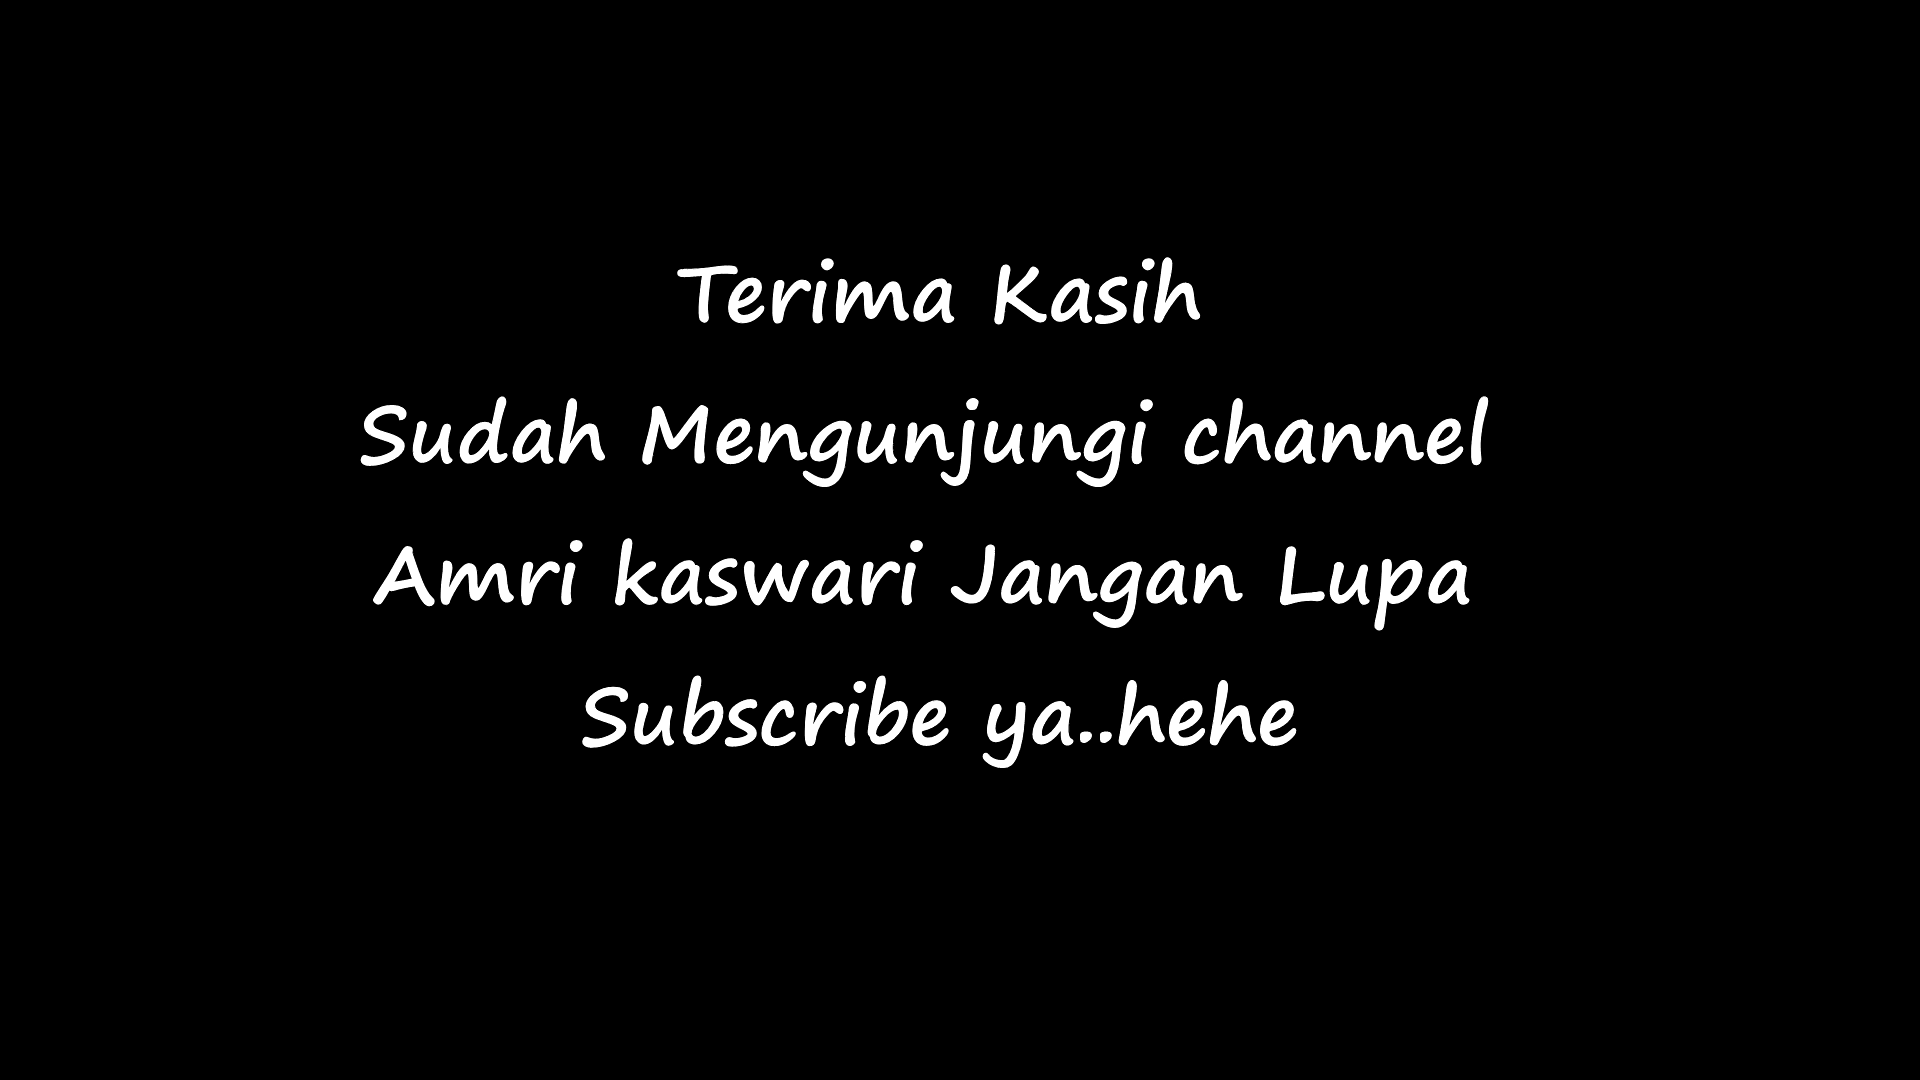 Terima Kasih
Sudah Mengunjungi channel
Amri kaswari Jangan Lupa
Subscribe ya..hehe